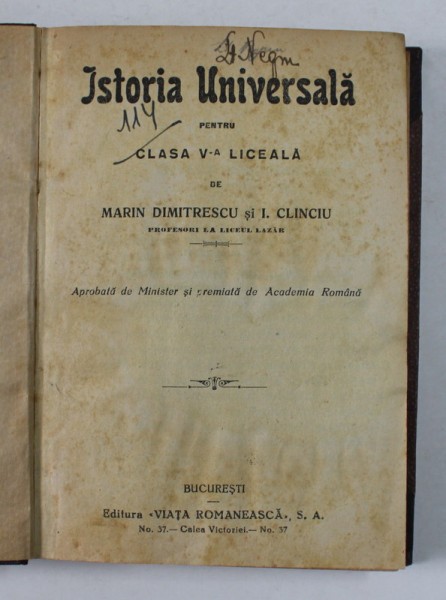 Istoria Universală
114
PENTRU
CLASA V-A LICEALĂ
DE
MARIN DIMITRESCU și I. CLINCIU
PROFESORI LA LICEUL LAZĂR
Aprobată de Minister și premiată de Academia Română
BUCUREȘTI
Editura «VIAȚA ROMANEASCĂ», S. A.
No. 37.— Calea Victoriei.— No. 37